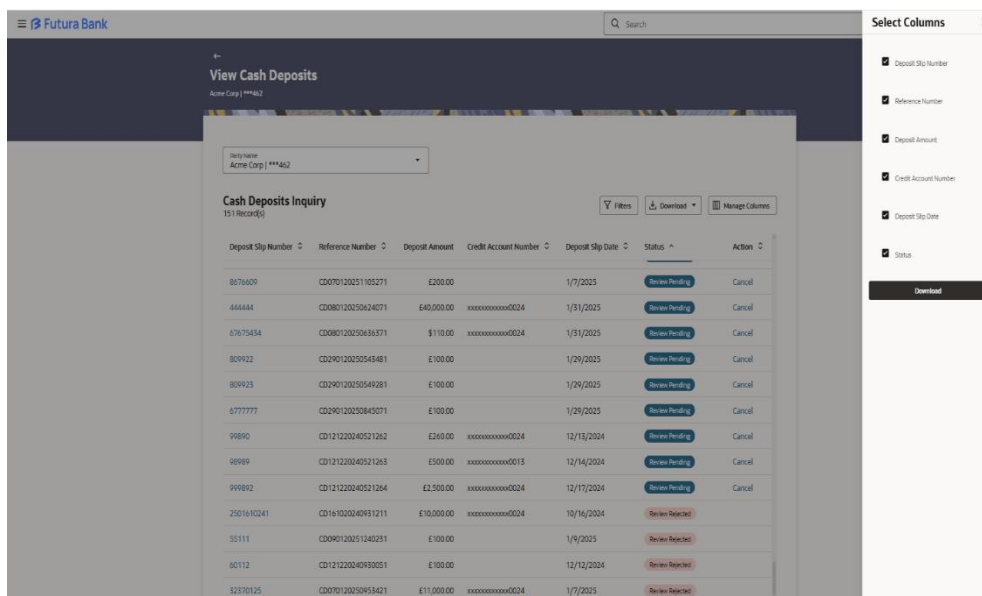 Futura Bank
Search
Select Columns
View Cash Deposits
Acme Corp | ***462
Party Name
Acme Corp | ***462
Cash Deposits Inquiry
151 Record(s)
Filters
Download
Manage Columns
Deposit Slip Number Reference Number Deposit Amount Credit Account Number Deposit Slip Date Status Action
8676609 CD070120251105271 £200.00 1/7/2025 Review Pending Cancel
444444 CD080120250624071 £40,000.00 xxxxxxxxxxxx0024 1/31/2025 Review Pending Cancel
67675434 CD080120250636371 $110.00 xxxxxxxxxxxx0024 1/31/2025 Review Pending Cancel
809922 CD290120250543481 £100.00 1/29/2025 Review Pending Cancel
809923 CD290120250549281 £100.00 1/29/2025 Review Pending Cancel
6777777 CD290120250845071 £100.00 1/29/2025 Review Pending Cancel
99890 CD121220240521262 £260.00 xxxxxxxxxxxx0024 12/13/2024 Review Pending Cancel
98989 CD121220240521263 £500.00 xxxxxxxxxxxx0013 12/14/2024 Review Pending Cancel
999892 CD121220240521264 £2,500.00 xxxxxxxxxxxx0024 12/17/2024 Review Pending Cancel
2501610241 CD161020240931211 £10,000.00 xxxxxxxxxxxx0024 10/16/2024 Review Rejected
55111 CD090120251240231 £100.00 1/9/2025 Review Rejected
60112 CD121220240930051 £100.00 12/12/2024 Review Rejected
32370125 CD070120250953421 £11,000.00 xxxxxxxxxxxx0024 1/7/2025 Review Rejected
Deposit Slip Number
Reference Number
Deposit Amount
Credit Account Number
Deposit Slip Date
Status
Download